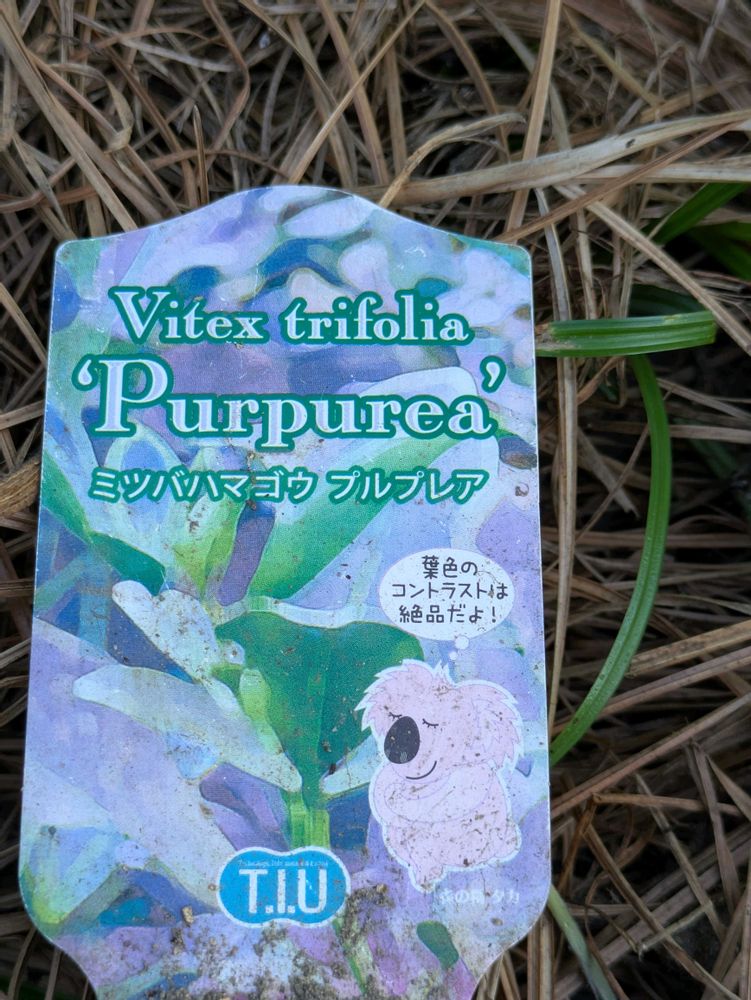 Vitex trifolia
‘Purpurea’
ミツバハマゴウ プルプレア
葉色の
コントラストは
絶品だよ！
T.I.U